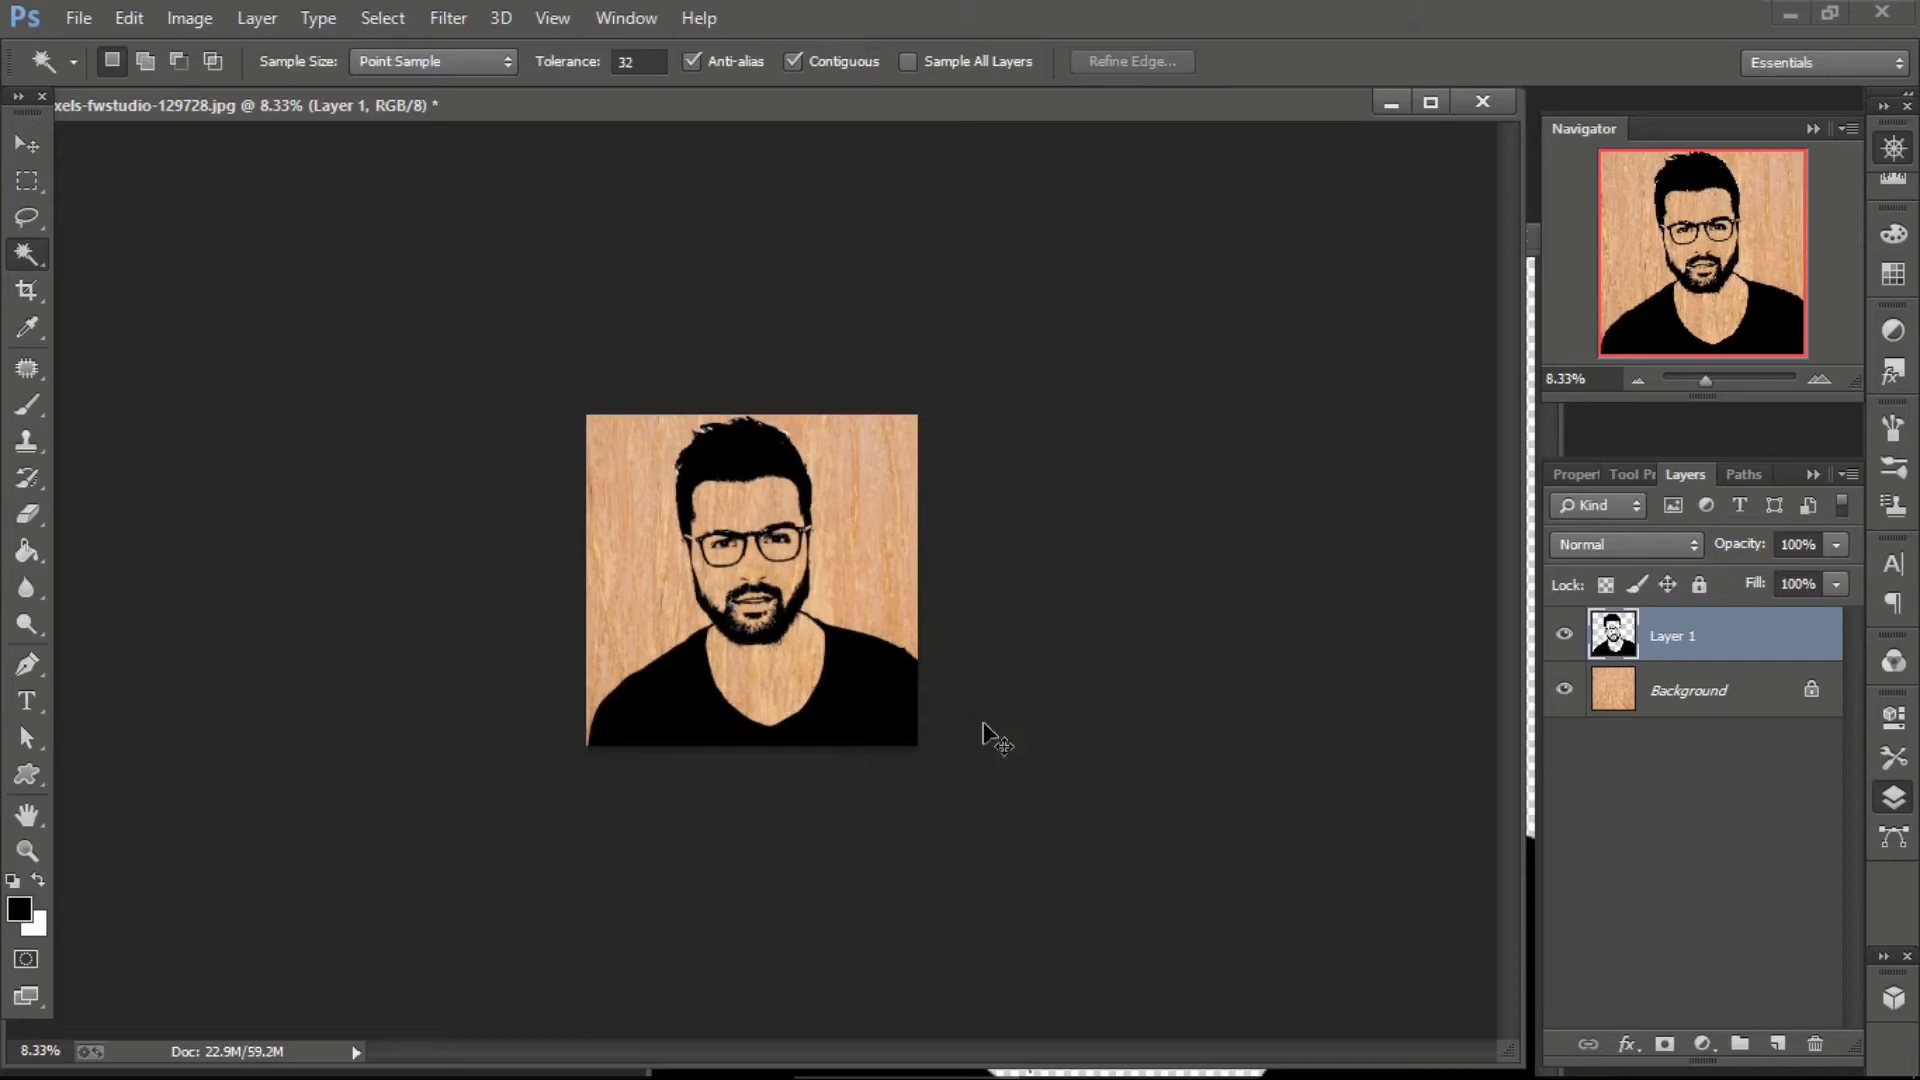 Ps File Edit Image Layer Type Select Filter 3D View Window Help
Sample Size: Point Sample Tolerance: 32 Anti-alias Contiguous Sample All Layers Refine Edge... Essentials
xels-fwstudio-129728.jpg @ 8.33% (Layer 1, RGB/8) *
Navigator
8.33%
Propert Tool Pr Layers Paths
Kind
Normal Opacity: 100%
Lock: Fill: 100%
Layer 1
Background
8.33% Doc: 22.9M/59.2M